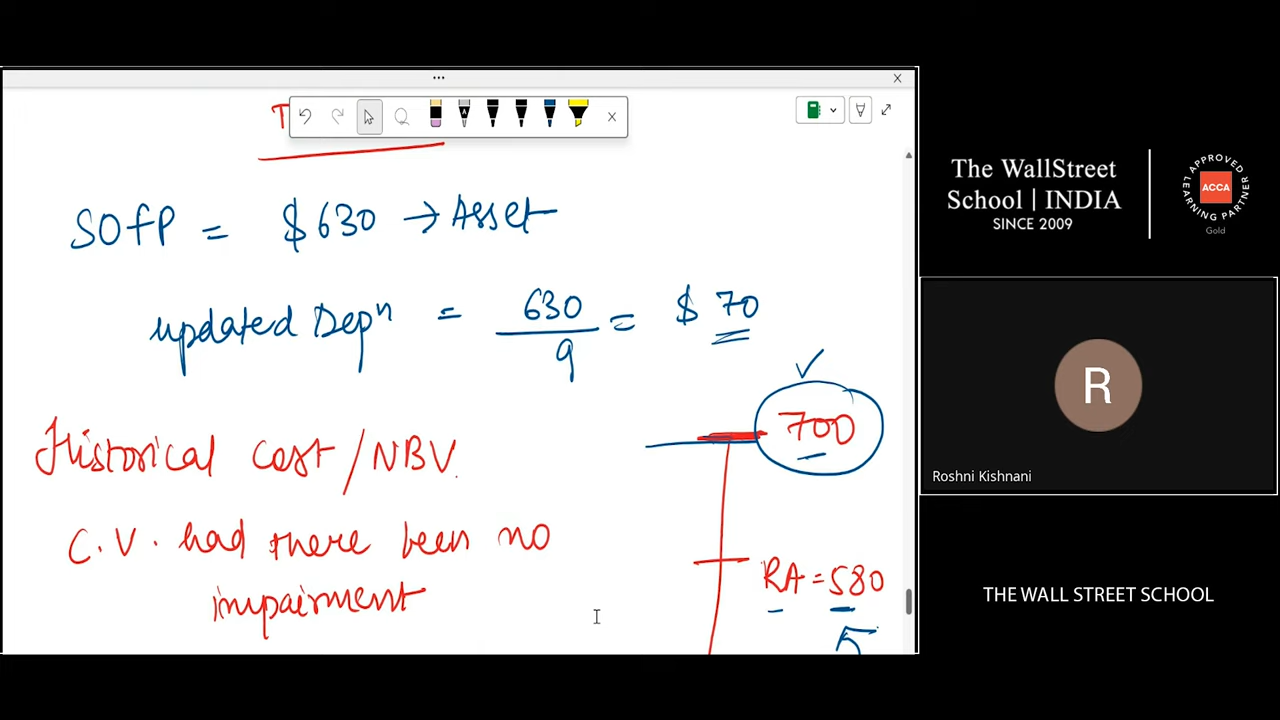 SOFP = $630 → Asset
updated Depⁿ = 630 / 9 = $ 70
700
Historical cost/NBV.
C.V. had there been no
impairment
RA = 580
5
The WallStreet
School | INDIA
SINCE 2009
APPROVED
LEARNING PARTNER
ACCA
Gold
R
Roshni Kishnani
THE WALL STREET SCHOOL